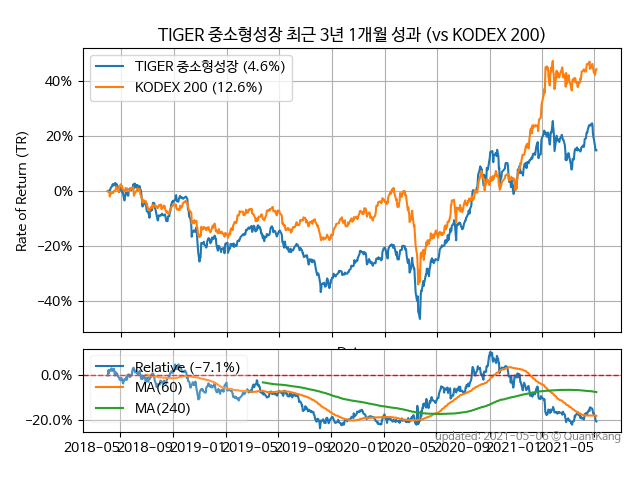 TIGER 중소형성장 최근 3년 1개월 성과 (vs KODEX 200)
TIGER 중소형성장 (4.6%)
KODEX 200 (12.6%)
Rate of Return (TR)
40%
20%
0%
−20%
−40%
Relative (−7.1%)
MA(60)
MA(240)
0.0%
−20.0%
2018-05
2018-09
2019-01
2019-05
2019-09
2020-01
2020-05
2020-09
2021-01
2021-05
updated: 2021-05-06 © QuantKang